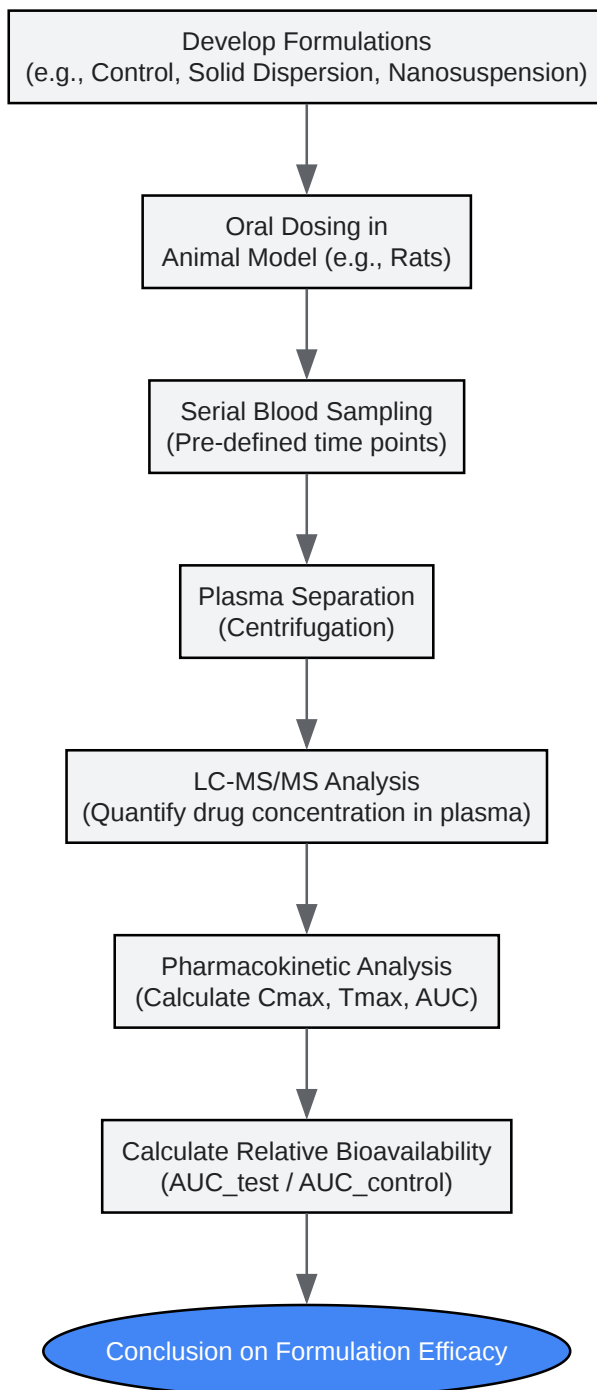 Develop Formulations
(e.g., Control, Solid Dispersion, Nanosuspension)
Oral Dosing in
Animal Model (e.g., Rats)
Serial Blood Sampling
(Pre-defined time points)
Plasma Separation
(Centrifugation)
LC-MS/MS Analysis
(Quantify drug concentration in plasma)
Pharmacokinetic Analysis
(Calculate Cmax, Tmax, AUC)
Calculate Relative Bioavailability
(AUC_test / AUC_control)
Conclusion on Formulation Efficacy